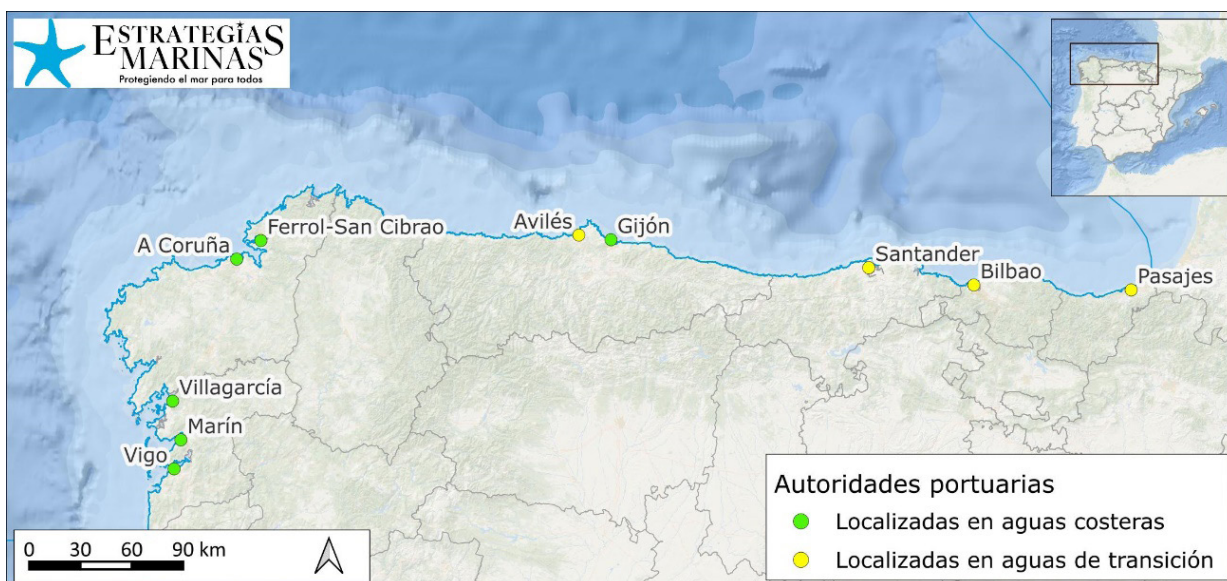 ESTRATEGIAS
MARINAS
Protegiendo el mar para todos
Ferrol-San Cibrao
A Coruña
Avilés
Gijón
Santander
Bilbao
Pasajes
Villagarcía
Marín
Vigo
Autoridades portuarias
Localizadas en aguas costeras
Localizadas en aguas de transición
0 30 60 90 km